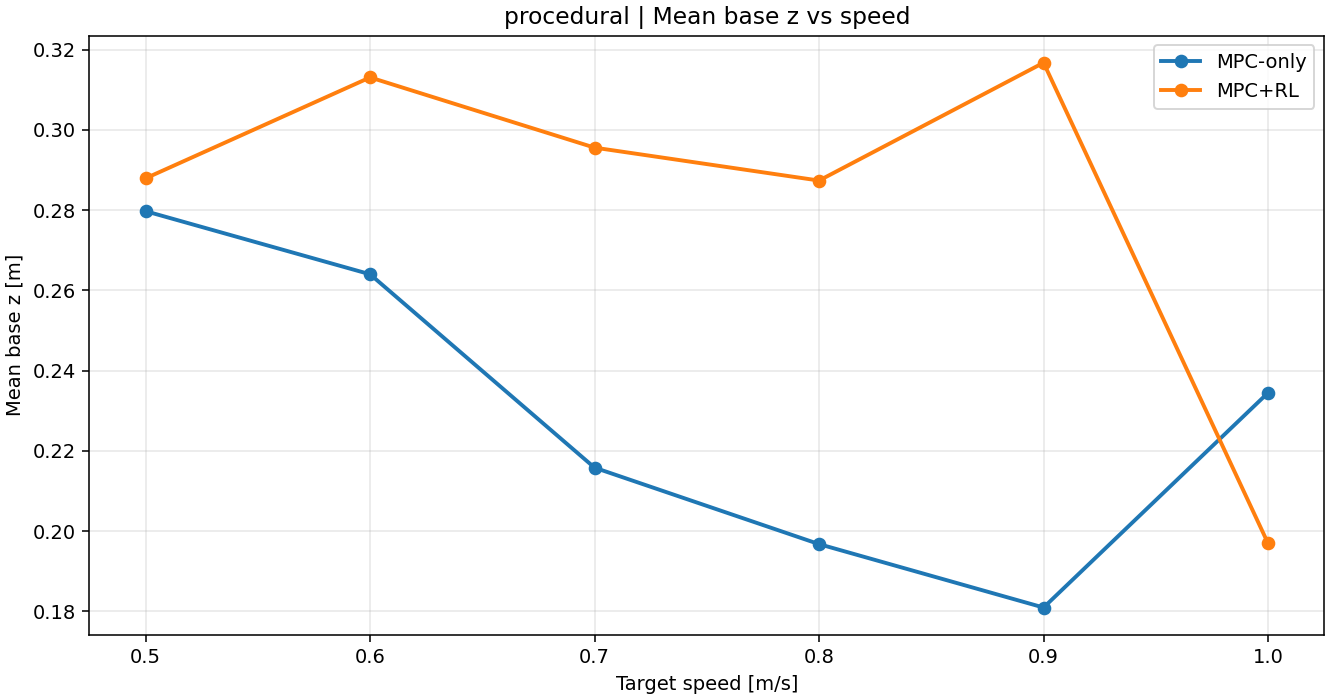 procedural | Mean base z vs speed
MPC-only
MPC+RL
Mean base z [m]
0.32
0.30
0.28
0.26
0.24
0.22
0.20
0.18
0.5 0.6 0.7 0.8 0.9 1.0
Target speed [m/s]